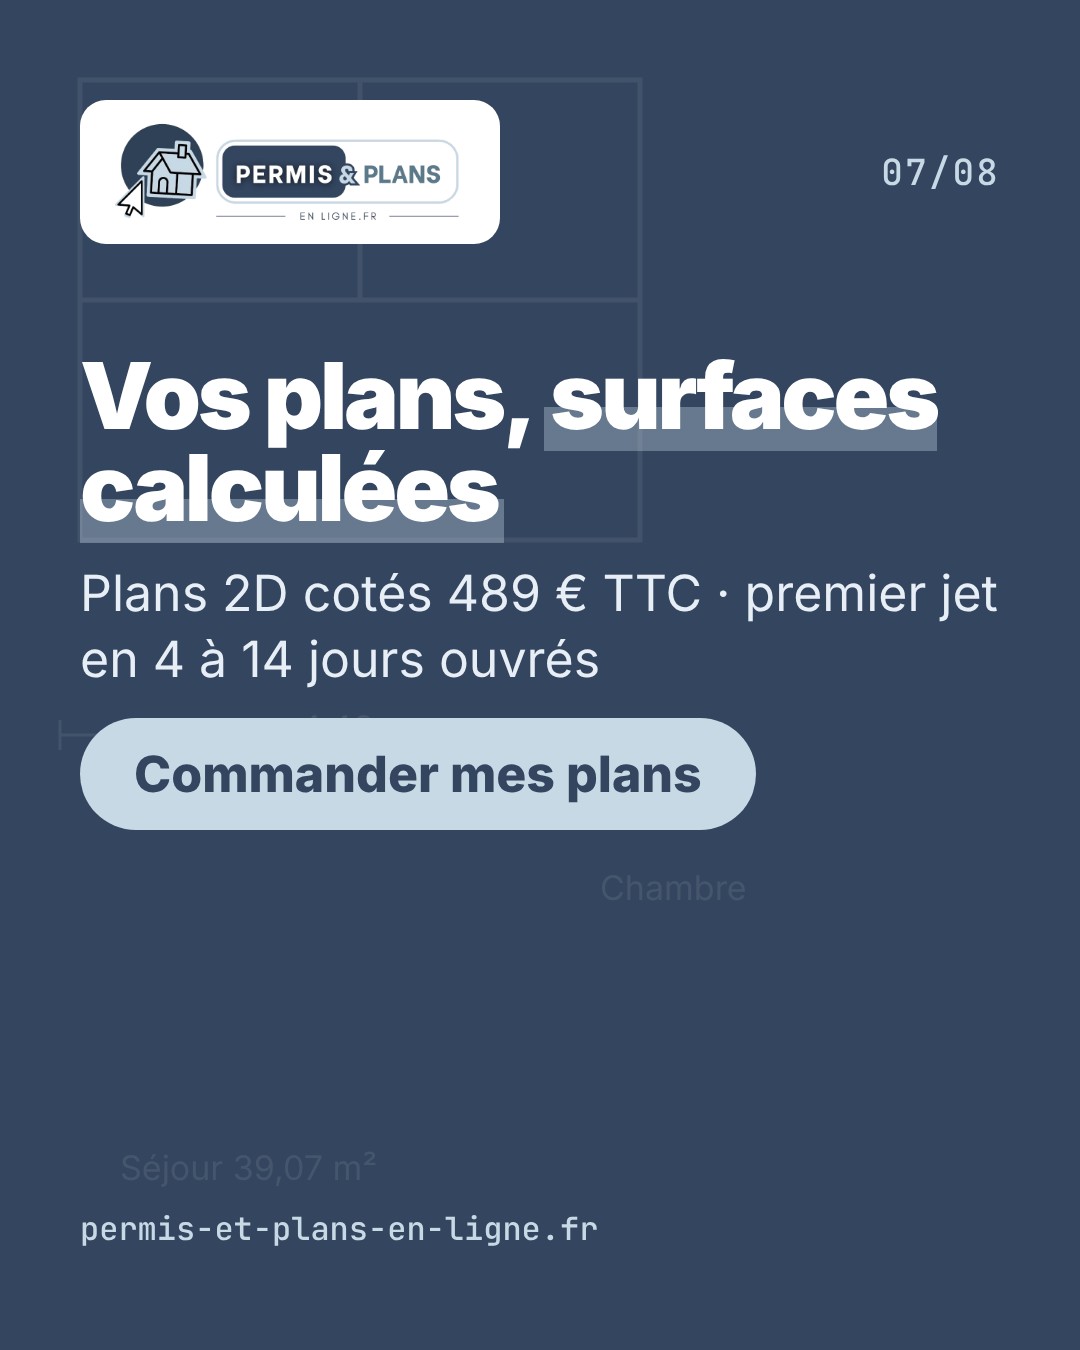 PERMIS & PLANS
EN LIGNE.FR
07/08
Vos plans, surfaces
calculées
Plans 2D cotés 489 € TTC · premier jet
en 4 à 14 jours ouvrés
Commander mes plans
Chambre
Séjour 39,07 m²
permis-et-plans-en-ligne.fr